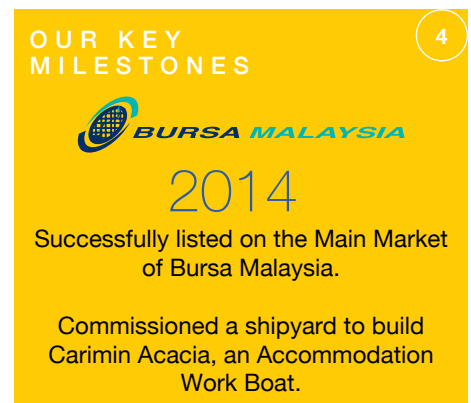 OUR KEY
MILESTONES
4
BURSA MALAYSIA
2014
Successfully listed on the Main Market
of Bursa Malaysia.
Commissioned a shipyard to build
Carimin Acacia, an Accommodation
Work Boat.